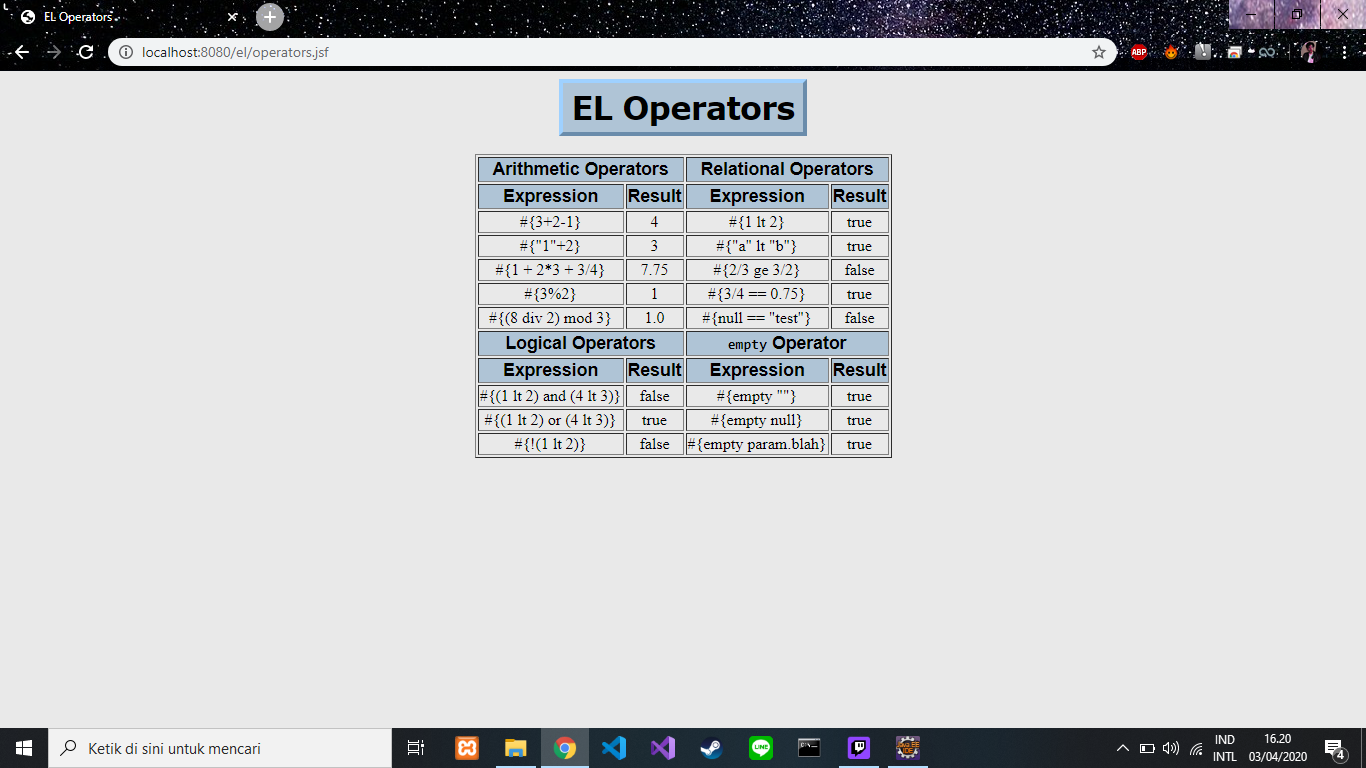 EL Operators
localhost:8080/el/operators.jsf
ABP
EL Operators
Arithmetic Operators Relational Operators
Expression Result Expression Result
#{3+2-1} 4 #{1 lt 2} true
#{"1"+2} 3 #{"a" lt "b"} true
#{1 + 2*3 + 3/4} 7.75 #{2/3 ge 3/2} false
#{3%2} 1 #{3/4 == 0.75} true
#{(8 div 2) mod 3} 1.0 #{null == "test"} false
Logical Operators empty Operator
Expression Result Expression Result
#{(1 lt 2) and (4 lt 3)} false #{empty ""} true
#{(1 lt 2) or (4 lt 3)} true #{empty null} true
#{!(1 lt 2)} false #{empty param.blah} true
Ketik di sini untuk mencari
LINE
IND
INTL
16.20
03/04/2020
4